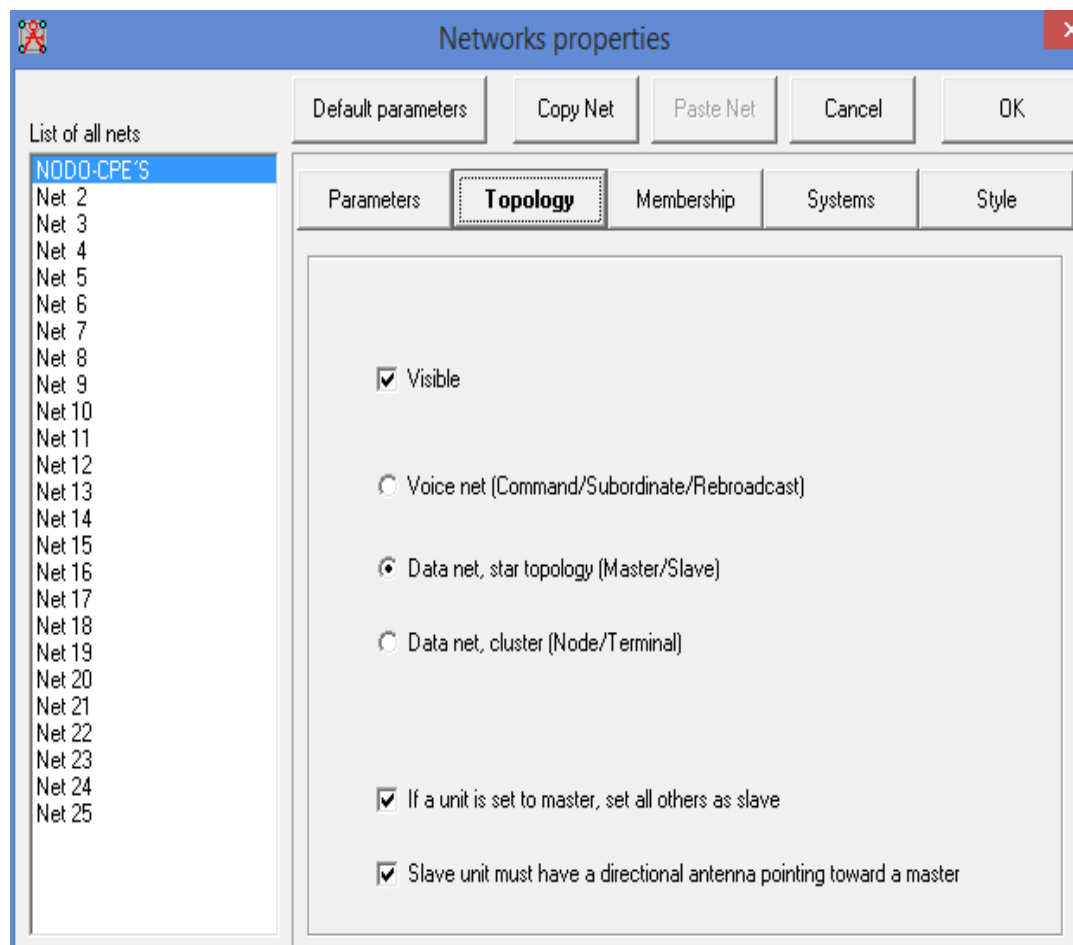 Networks properties
Default parameters
Copy Net
Paste Net
Cancel
OK
List of all nets
NODO-CPE´S
Net 2
Net 3
Net 4
Net 5
Net 6
Net 7
Net 8
Net 9
Net 10
Net 11
Net 12
Net 13
Net 14
Net 15
Net 16
Net 17
Net 18
Net 19
Net 20
Net 21
Net 22
Net 23
Net 24
Net 25
Parameters
Topology
Membership
Systems
Style
Visible
Voice net (Command/Subordinate/Rebroadcast)
Data net, star topology (Master/Slave)
Data net, cluster (Node/Terminal)
If a unit is set to master, set all others as slave
Slave unit must have a directional antenna pointing toward a master